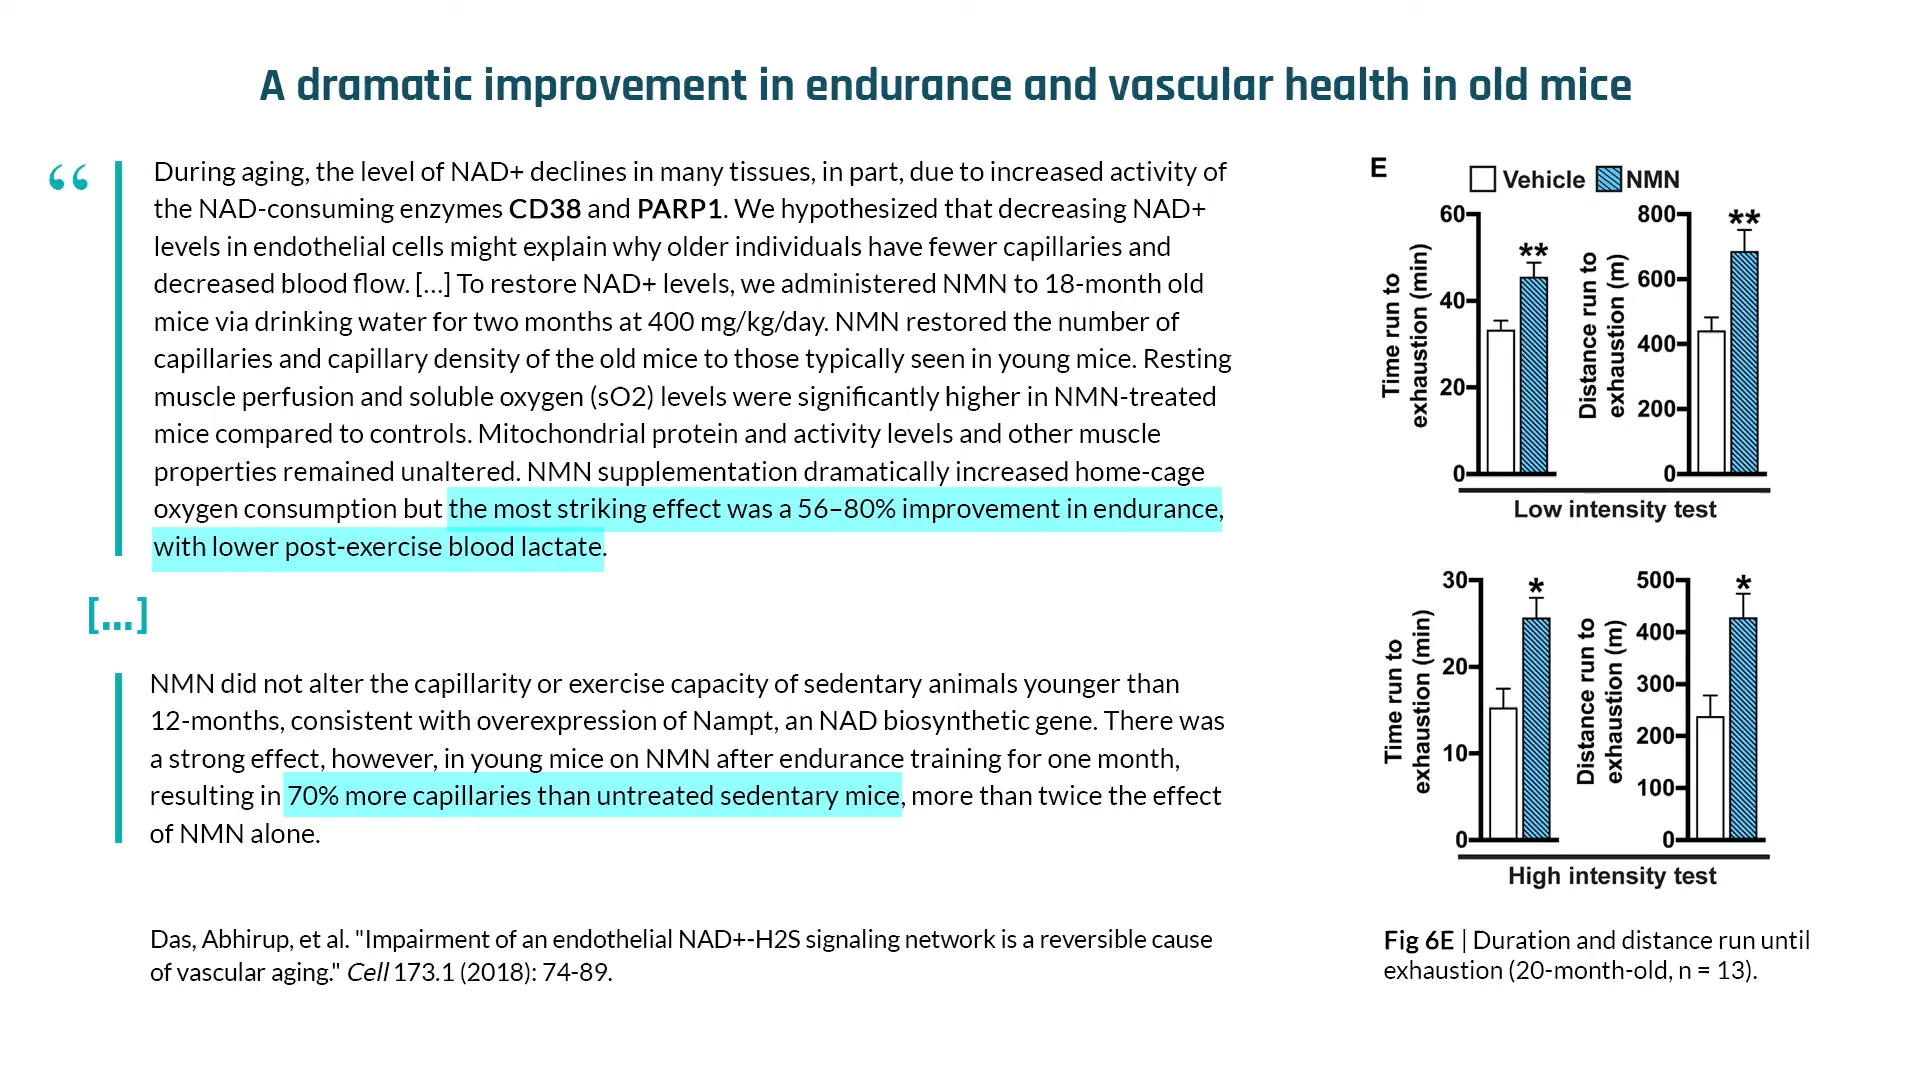 A dramatic improvement in endurance and vascular health in old mice
“
During aging, the level of NAD+ declines in many tissues, in part, due to increased activity of
the NAD-consuming enzymes CD38 and PARP1. We hypothesized that decreasing NAD+
levels in endothelial cells might explain why older individuals have fewer capillaries and
decreased blood flow. [...] To restore NAD+ levels, we administered NMN to 18-month old
mice via drinking water for two months at 400 mg/kg/day. NMN restored the number of
capillaries and capillary density of the old mice to those typically seen in young mice. Resting
muscle perfusion and soluble oxygen (sO2) levels were significantly higher in NMN-treated
mice compared to controls. Mitochondrial protein and activity levels and other muscle
properties remained unaltered. NMN supplementation dramatically increased home-cage
oxygen consumption but the most striking effect was a 56–80% improvement in endurance,
with lower post-exercise blood lactate.
[...]
NMN did not alter the capillarity or exercise capacity of sedentary animals younger than
12-months, consistent with overexpression of Nampt, an NAD biosynthetic gene. There was
a strong effect, however, in young mice on NMN after endurance training for one month,
resulting in 70% more capillaries than untreated sedentary mice, more than twice the effect
of NMN alone.
Das, Abhirup, et al. "Impairment of an endothelial NAD+-H2S signaling network is a reversible cause
of vascular aging." Cell 173.1 (2018): 74-89.
E
Vehicle NMN
Time run to
exhaustion (min)
60
40
20
0
**
Distance run to
exhaustion (m)
800
600
400
200
0
**
Low intensity test
Time run to
exhaustion (min)
30
20
10
0
*
Distance run to
exhaustion (m)
500
400
300
200
100
0
*
High intensity test
Fig 6E | Duration and distance run until
exhaustion (20-month-old, n = 13).